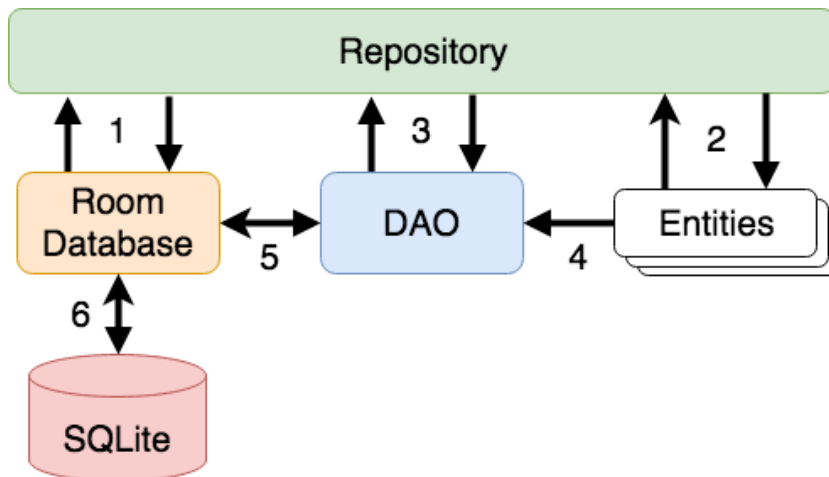 Repository
1
3
2
Room
Database
DAO
Entities
5
4
6
SQLite